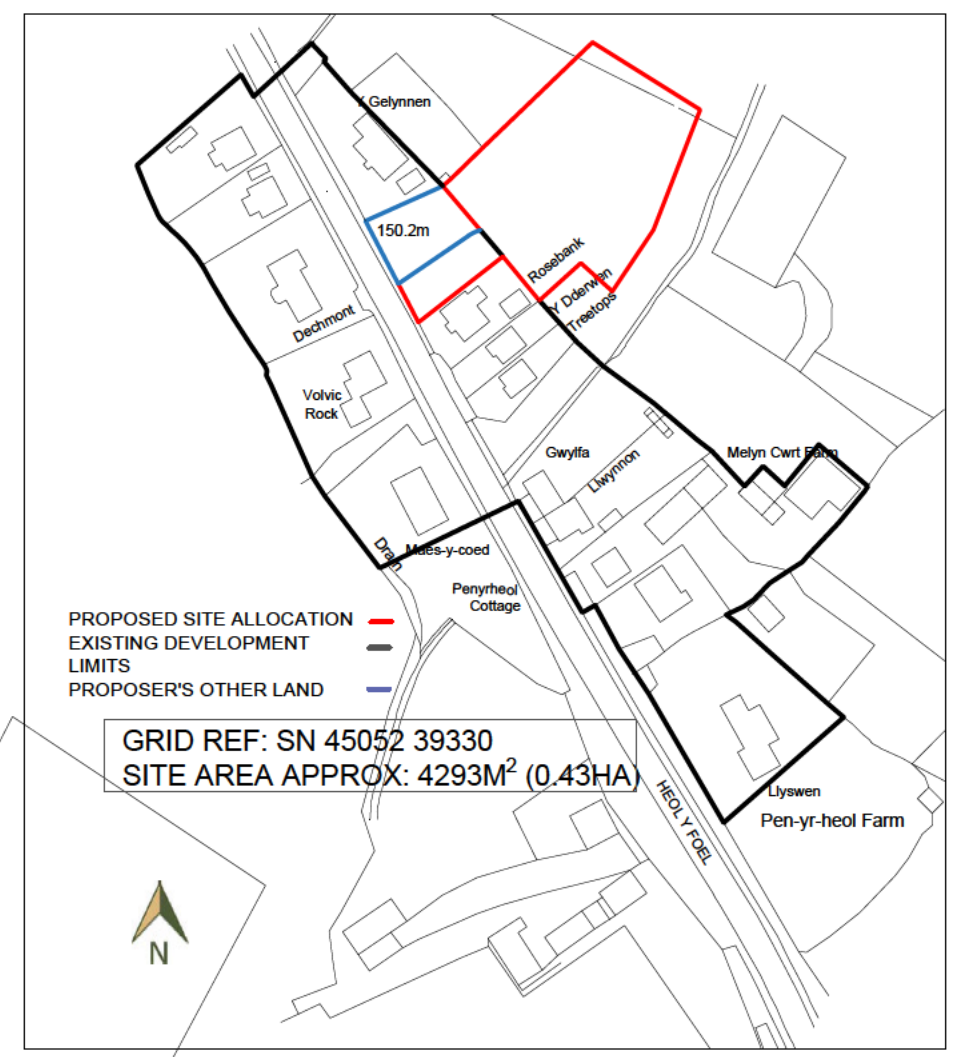 Y Gelynnen
150.2m
Rosebank
Y Dderwen
Treetops
Dechmont
Volvic
Rock
Gwylfa
Llwynnon
Melyn Cwrt Farm
Drain
Maes-y-coed
Penyrheol
Cottage
PROPOSED SITE ALLOCATION
EXISTING DEVELOPMENT
LIMITS
PROPOSER'S OTHER LAND
GRID REF: SN 45052 39330
SITE AREA APPROX: 4293M² (0.43HA)
HEOL Y FOEL
Llyswen
Pen-yr-heol Farm
N